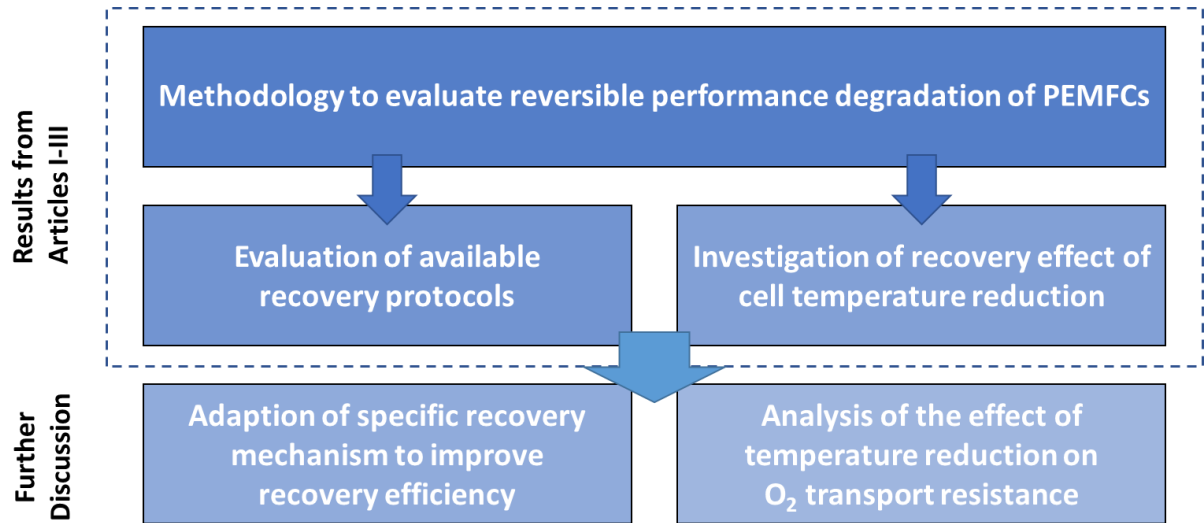 Results from
Articles I-III
Methodology to evaluate reversible performance degradation of PEMFCs
Evaluation of available
recovery protocols
Investigation of recovery effect of
cell temperature reduction
Further
Discussion
Adaption of specific recovery
mechanism to improve
recovery efficiency
Analysis of the effect of
temperature reduction on
O₂ transport resistance